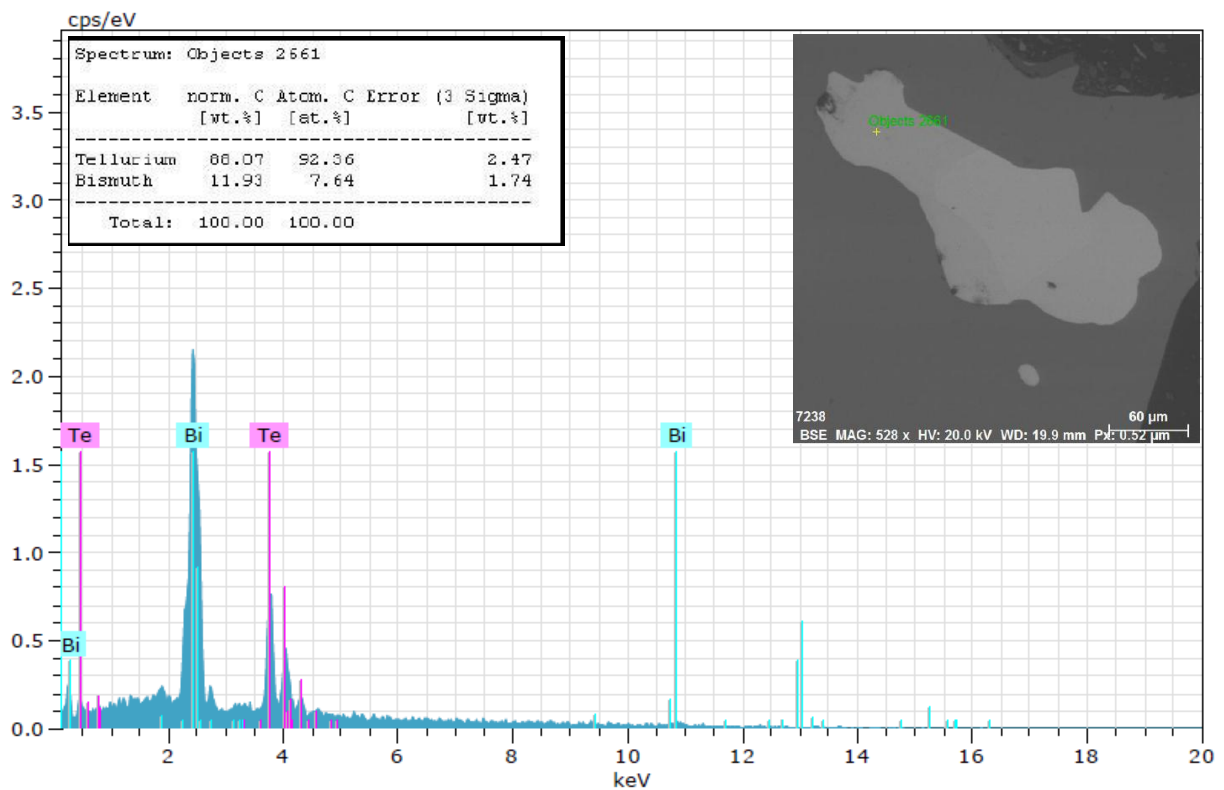 cps/eV
Spectrum: Objects 2661
Element norm. C Atom. C Error (3 Sigma)
[wt.%] [at.%] [wt.%]
Tellurium 88.07 92.36 2.47
Bismuth 11.93 7.64 1.74
Total: 100.00 100.00
Objects 2661
7238
60 µm
BSE MAG: 528 x HV: 20.0 kV WD: 19.9 mm Px: 0.52 µm
3.5
3.0
2.5
2.0
1.5
1.0
0.5
0.0
Te
Bi
Te
Bi
Bi
2 4 6 8 10 12 14 16 18 20
keV